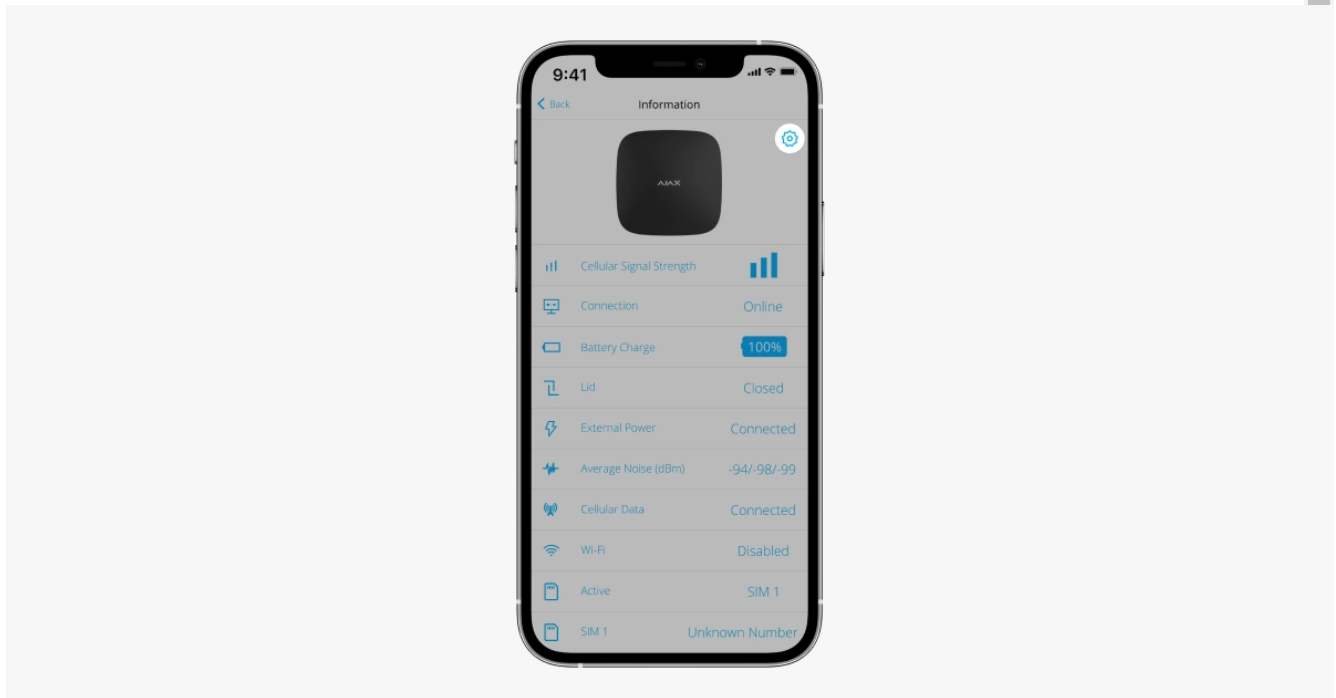 9:41
Back Information
AJAX
Cellular Signal Strength
Connection Online
Battery Charge 100%
Lid Closed
External Power Connected
Average Noise (dBm) -94/-98/-99
Cellular Data Connected
Wi-Fi Disabled
Active SIM 1
SIM 1 Unknown Number